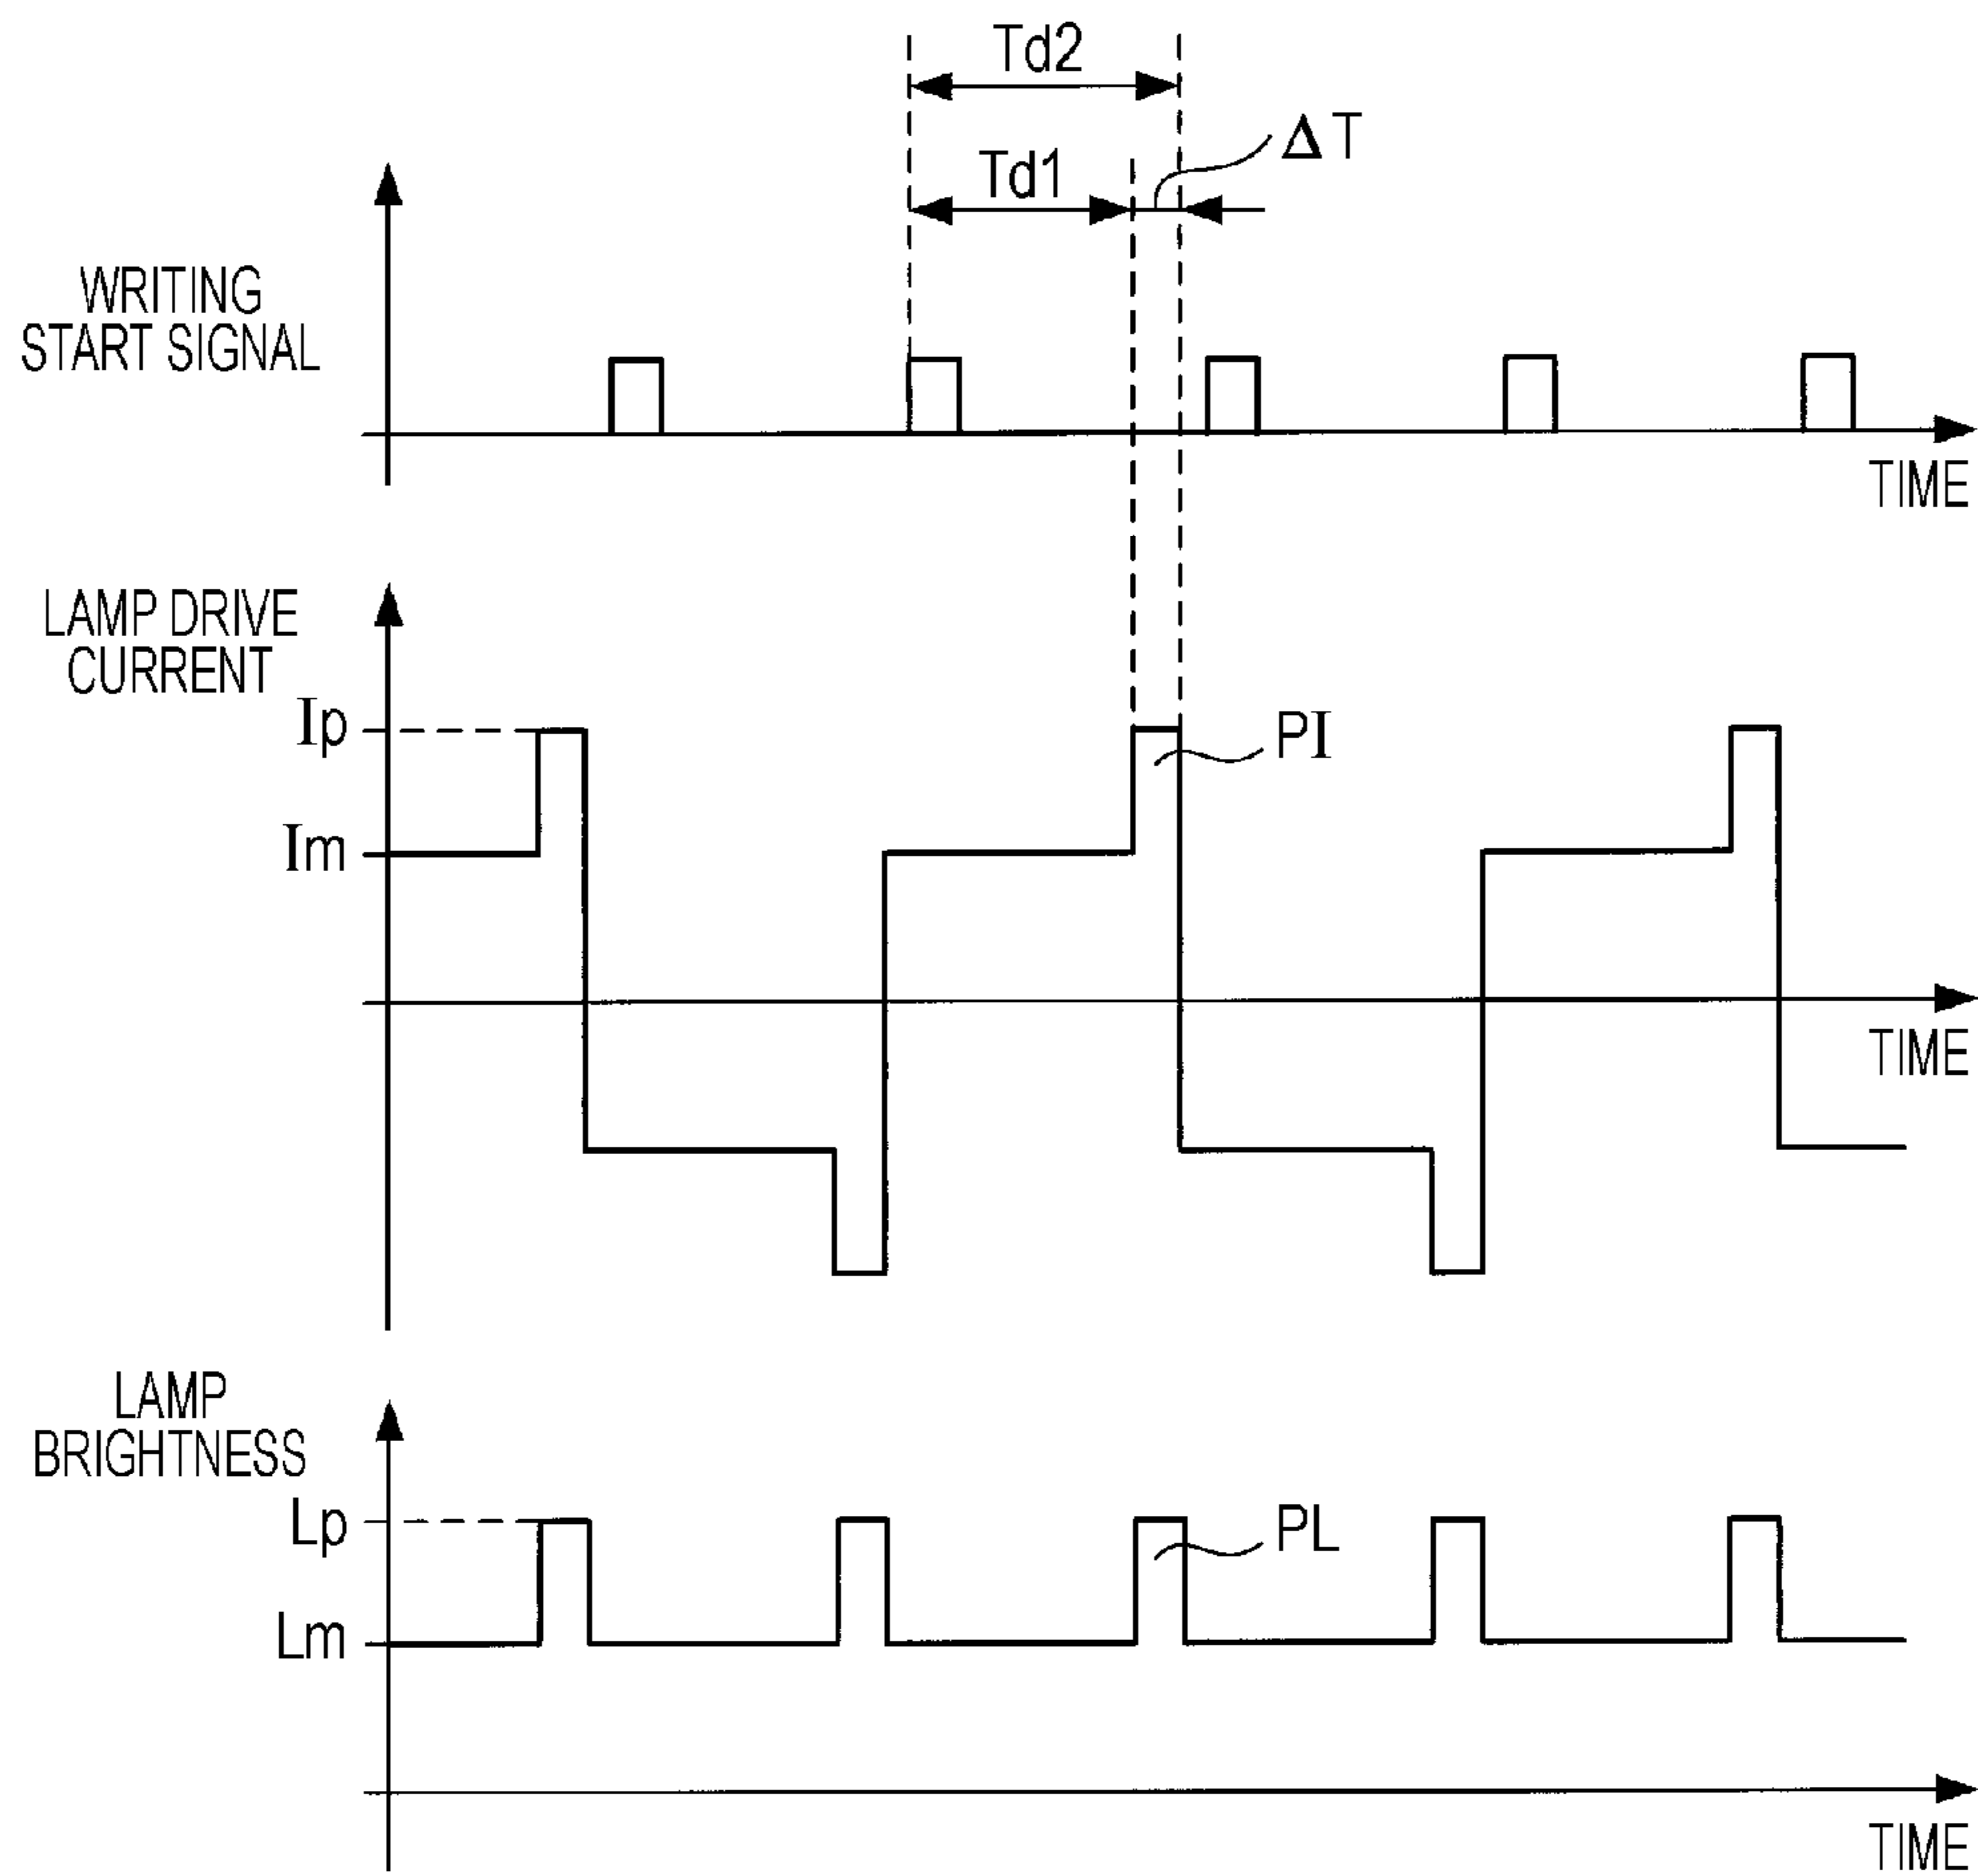 Td2
ΔT
Td1
WRITING
START SIGNAL
TIME
LAMP DRIVE
CURRENT
Ip
PI
Im
TIME
LAMP
BRIGHTNESS
Lp
PL
Lm
TIME